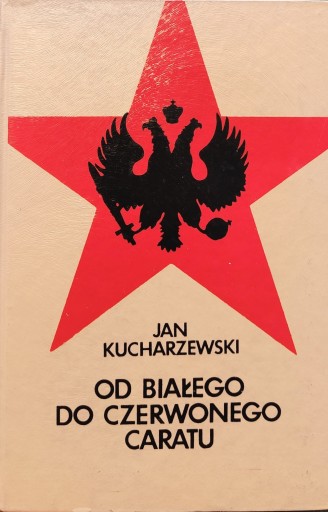 JAN
KUCHARZEWSKI
OD BIAŁEGO
DO CZERWONEGO
CARATU